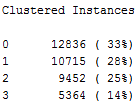 Clustered Instances
0 12836 ( 33%)
1 10715 ( 28%)
2 9452 ( 25%)
3 5364 ( 14%)